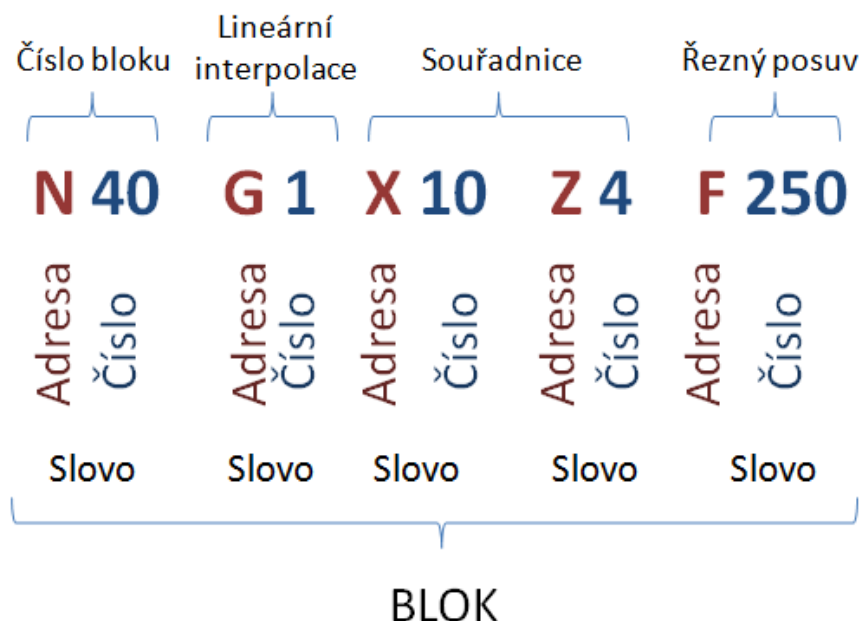 Číslo bloku
Lineární
interpolace
Souřadnice
Řezný posuv
N 40 G 1 X 10 Z 4 F 250
Adresa Číslo Adresa Číslo Adresa Číslo Adresa Číslo Adresa Číslo
Slovo Slovo Slovo Slovo Slovo
BLOK